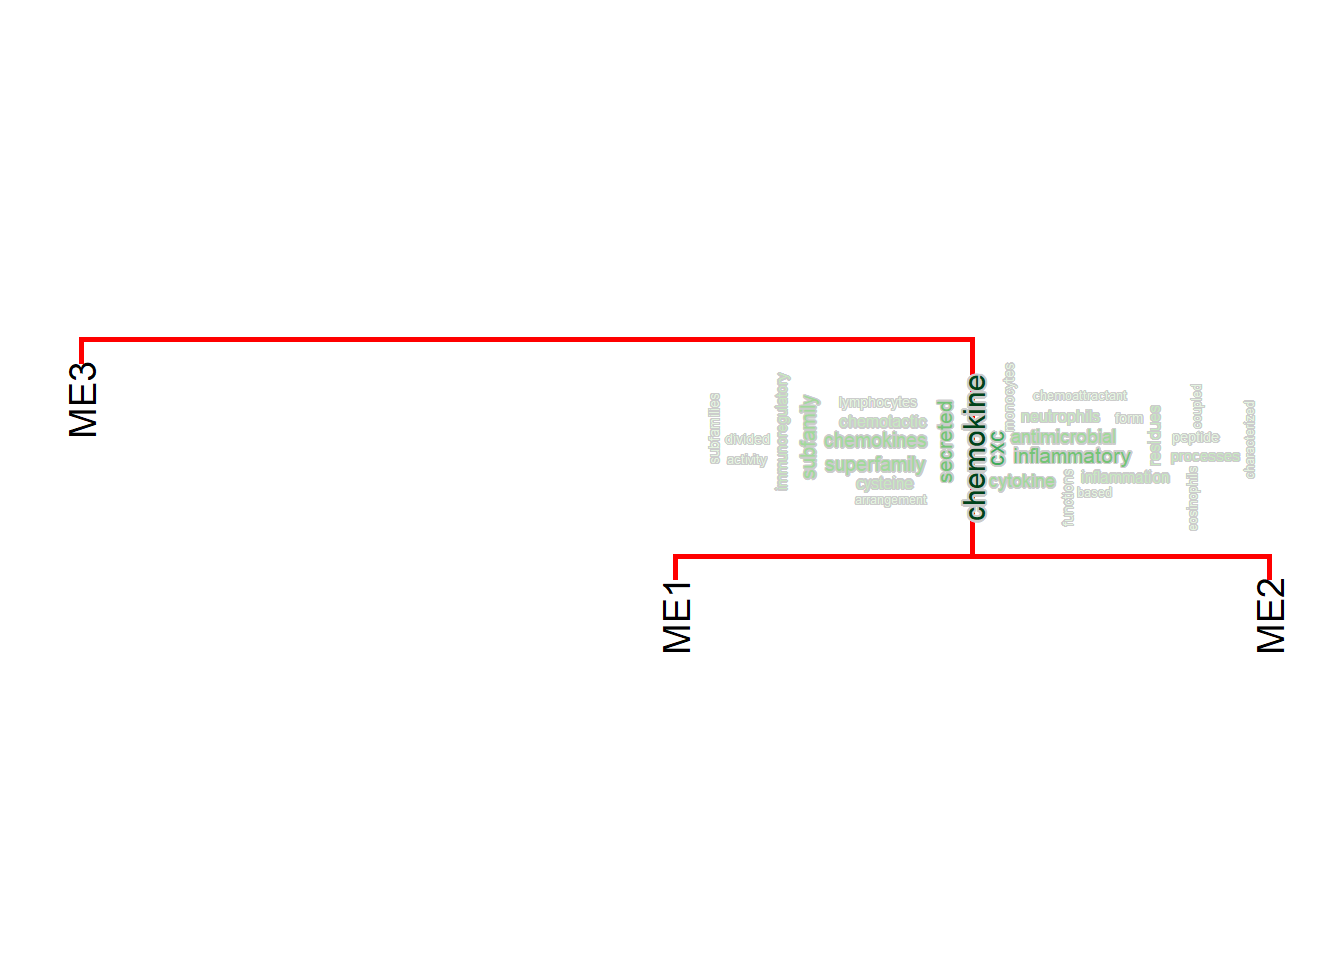 ME3
subfamilies
divided
activity
immunoregulatory
subfamily
lymphocytes
chemotactic
chemokines
superfamily
cysteine
arrangement
secreted
chemokine
cxc
monocytes
chemoattractant
neutrophils
form
antimicrobial
inflammatory
cytokine
inflammation
based
functions
residues
coupled
peptide
processes
eosinophils
characterized
ME1
ME2